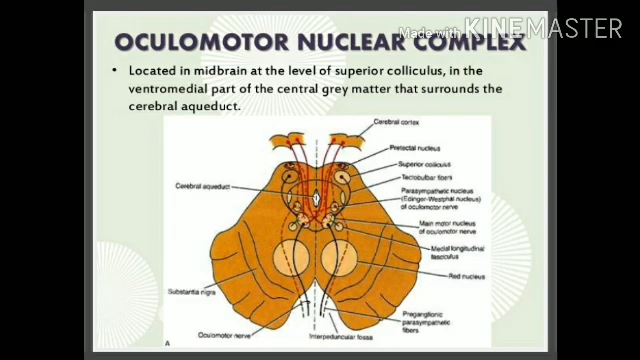 Made with KINEMASTER
OCULOMOTOR NUCLEAR COMPLEX
• Located in midbrain at the level of superior colliculus, in the
ventromedial part of the central grey matter that surrounds the
cerebral aqueduct.
Cerebral cortex
Pretectal nucleus
Superior colliculus
Tectobulbar fibers
Cerebral aqueduct
Parasympathetic nucleus
(Edinger-Westphal nucleus)
of oculomotor nerve
Main motor nucleus
of oculomotor nerve
Medial longitudinal
fasciculus
Red nucleus
Substantia nigra
Preganglionic
parasympathetic
fibers
Oculomotor nerve
Interpeduncular fossa
A